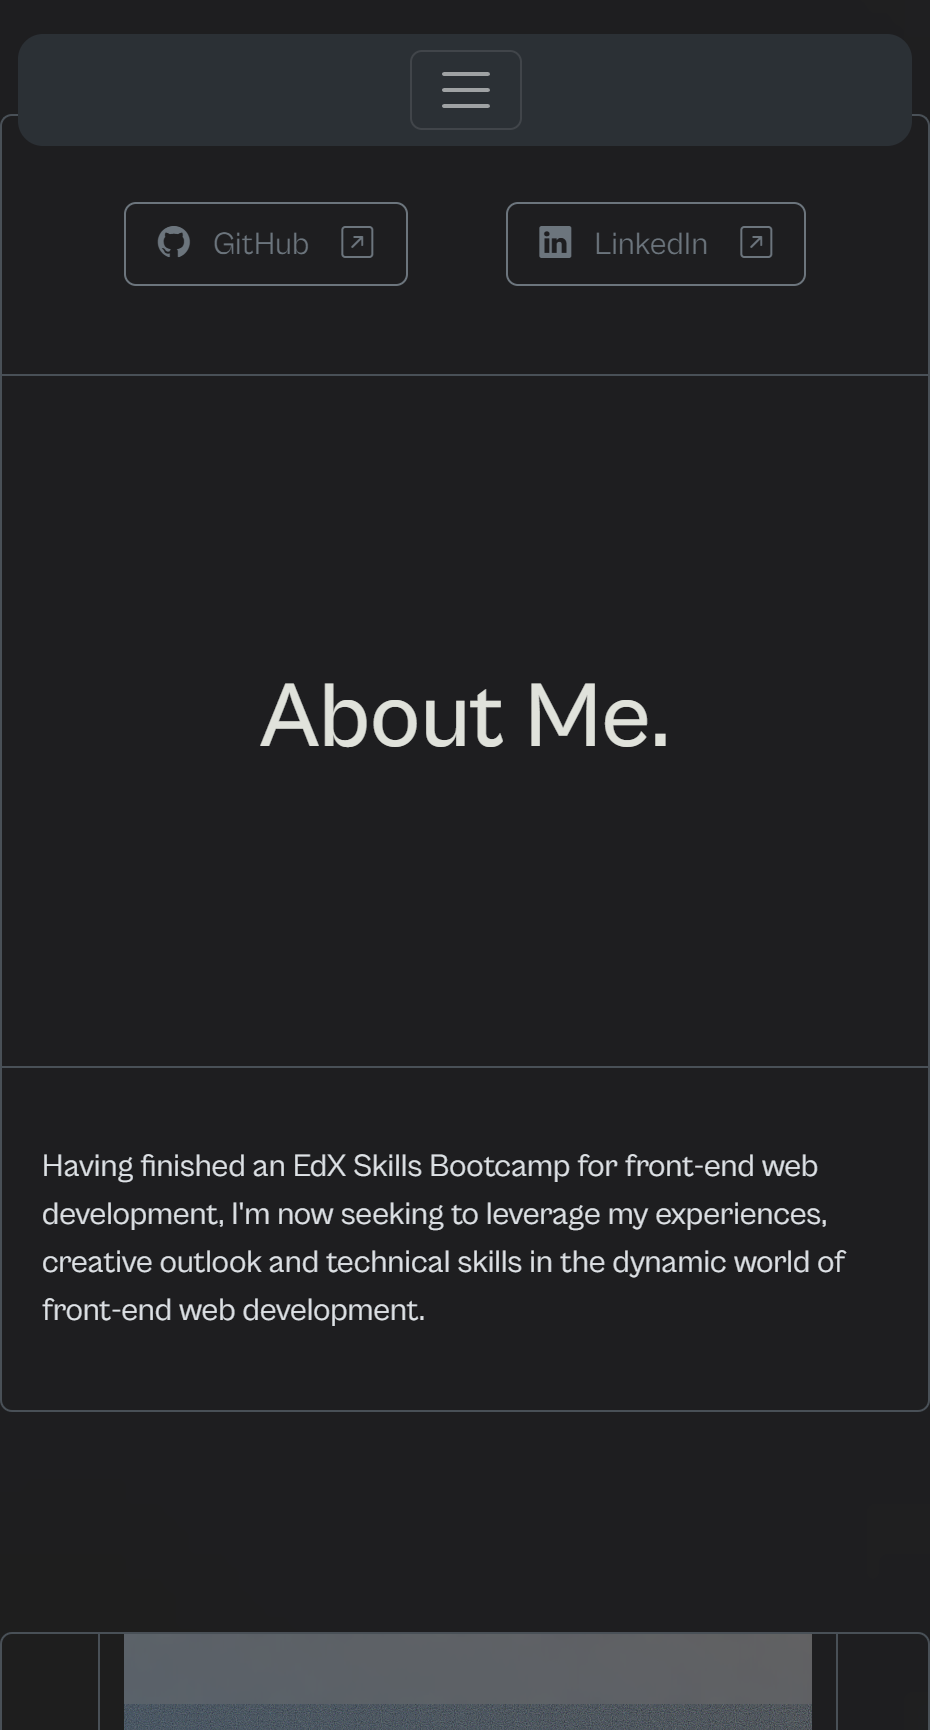 GitHub
LinkedIn
About Me.
Having finished an EdX Skills Bootcamp for front-end web
development, I'm now seeking to leverage my experiences,
creative outlook and technical skills in the dynamic world of
front-end web development.